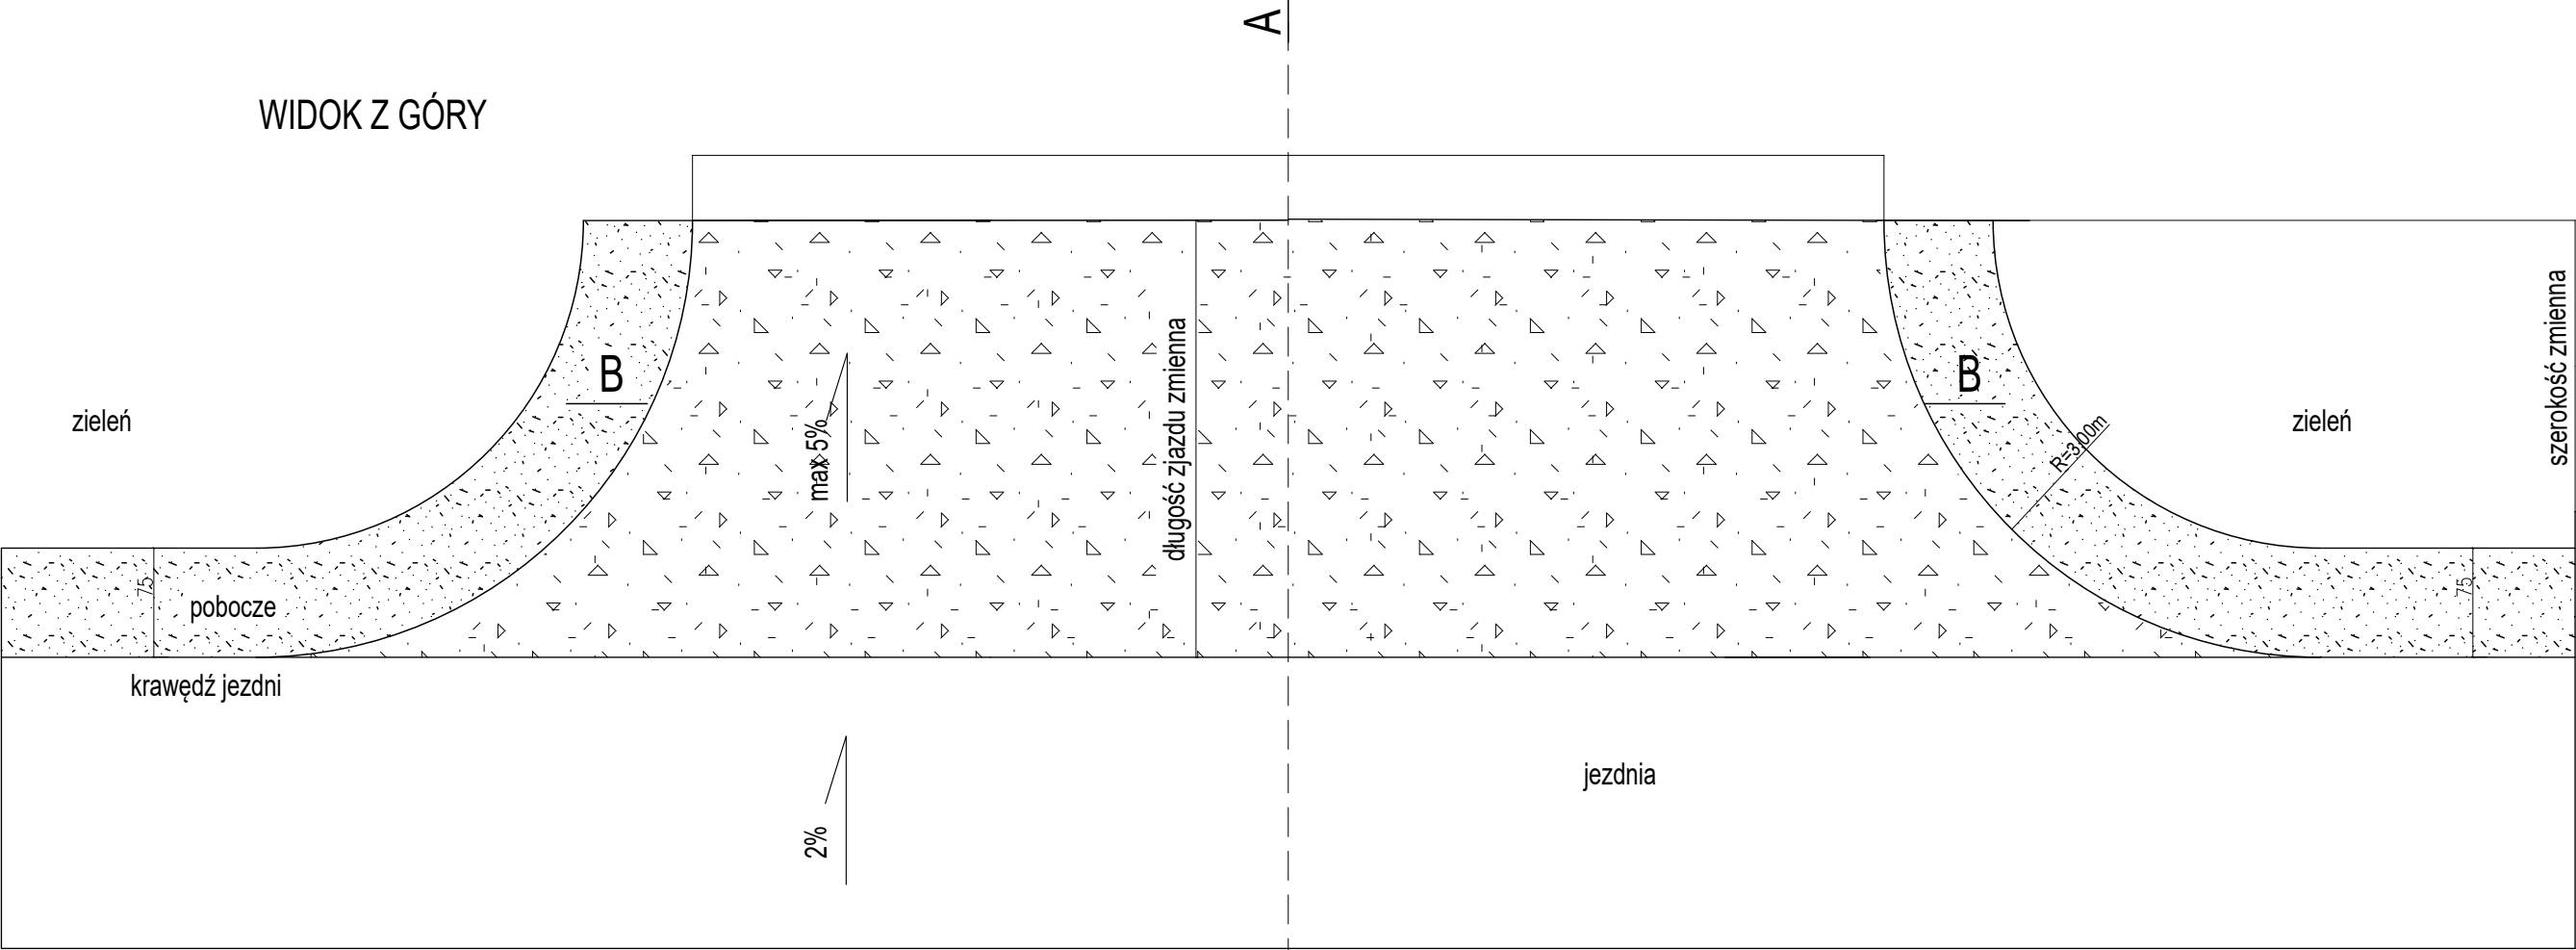 A
WIDOK Z GÓRY
szerokość zmienna
długość zjazdu zmienna
B
B
zieleń
max 5%
R=3,00m
zieleń
75
pobocze
75
krawędź jezdni
jezdnia
2%